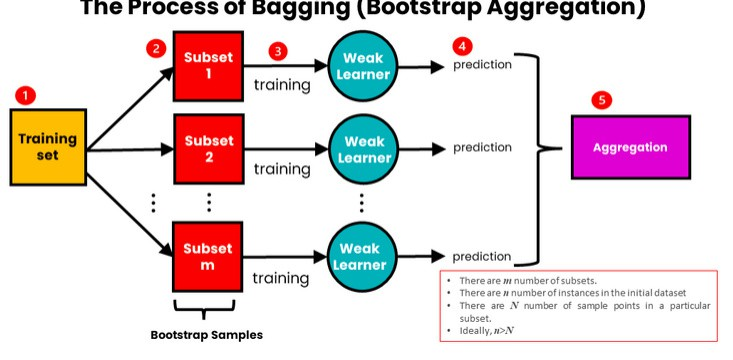 The Process of Bagging (Bootstrap Aggregation)
2
3
4
Subset
1
Weak
Learner
prediction
training
1
5
Training
set
Subset
2
Weak
Learner
prediction
Aggregation
training
Subset
m
Weak
Learner
prediction
training
• There are m number of subsets.
• There are n number of instances in the initial dataset
• There are N number of sample points in a particular
subset.
• Ideally, n>N
Bootstrap Samples